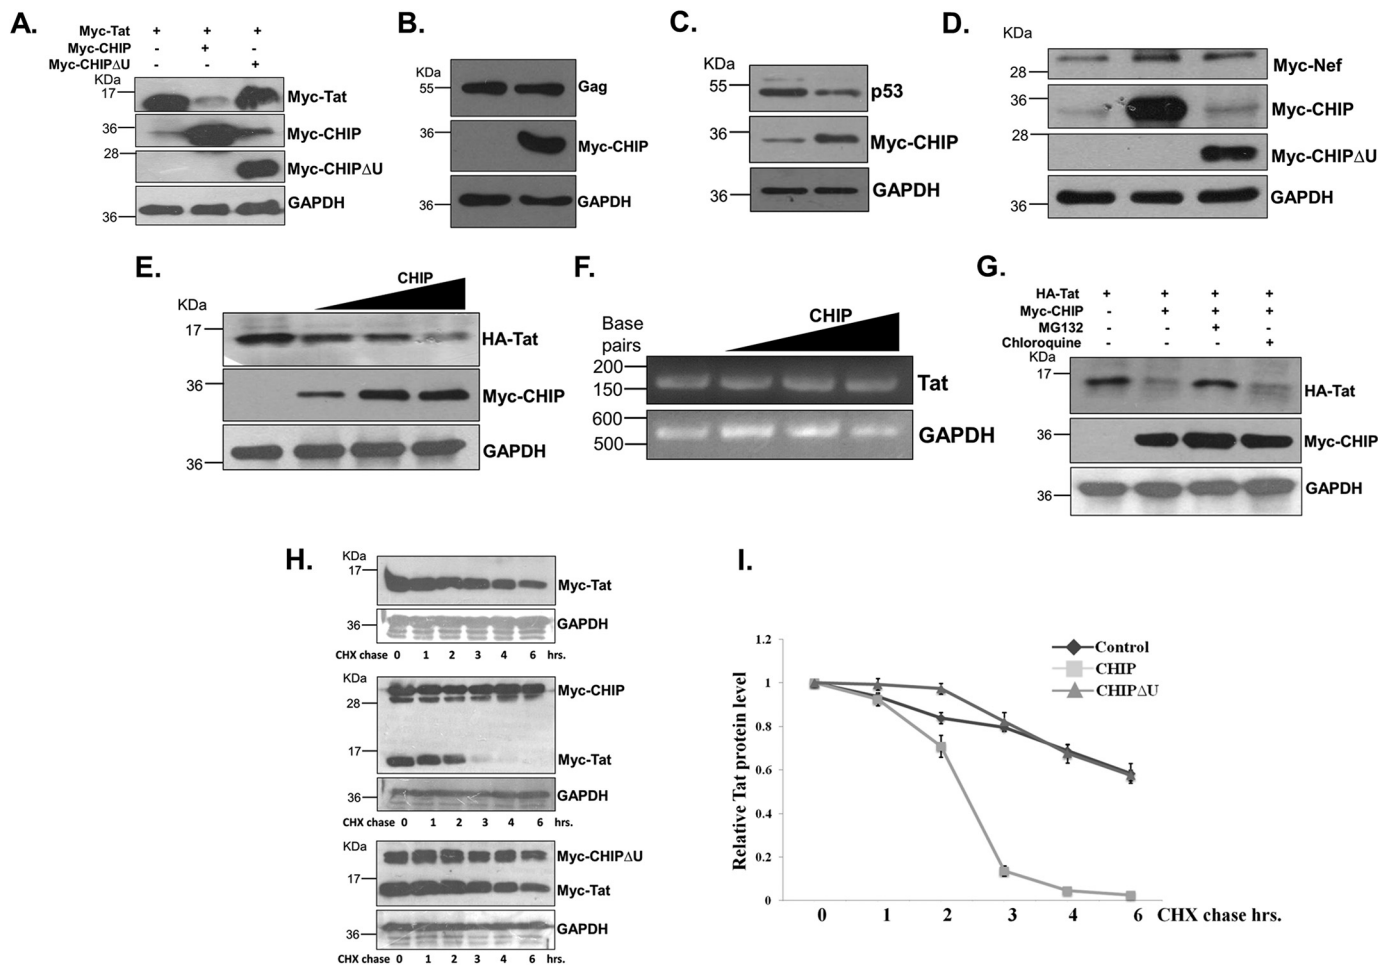 A.
Myc-Tat + + +
Myc-CHIP - + -
Myc-CHIPΔU - - +
KDa
17 Myc-Tat
36 Myc-CHIP
28 Myc-CHIPΔU
36 GAPDH
B.
KDa
55 Gag
36 Myc-CHIP
36 GAPDH
C.
KDa
55 p53
36 Myc-CHIP
36 GAPDH
D.
KDa
28 Myc-Nef
36 Myc-CHIP
28 Myc-CHIPΔU
36 GAPDH
E.
CHIP
KDa
17 HA-Tat
36 Myc-CHIP
36 GAPDH
F.
CHIP
Base
pairs
200
150 Tat
600
500 GAPDH
G.
HA-Tat + + + +
Myc-CHIP - + + +
MG132 - - + -
Chloroquine - - - +
KDa
17 HA-Tat
36 Myc-CHIP
36 GAPDH
H.
KDa
17 Myc-Tat
36 GAPDH
CHX chase 0 1 2 3 4 6 hrs.
KDa
Myc-CHIP
28
17 Myc-Tat
36 GAPDH
CHX chase 0 1 2 3 4 6 hrs.
KDa
Myc-CHIPΔU
17 Myc-Tat
36 GAPDH
CHX chase 0 1 2 3 4 6 hrs.
I.
Relative Tat protein level
1.2
1
0.8
0.6
0.4
0.2
0
Control
CHIP
CHIPΔU
0 1 2 3 4 6 CHX chase hrs.